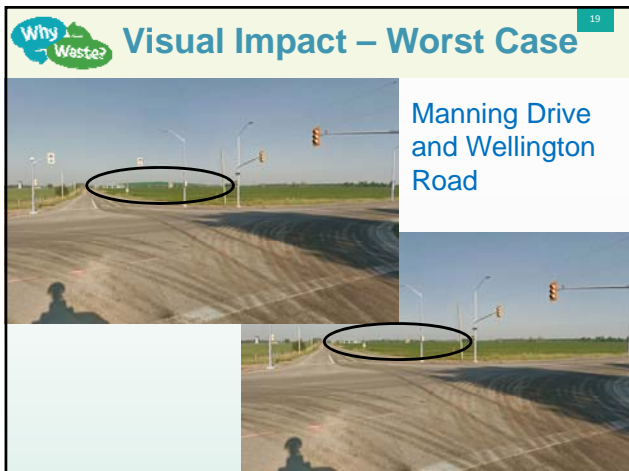 19
Why
Waste?
Visual Impact – Worst Case
Manning Drive
and Wellington
Road